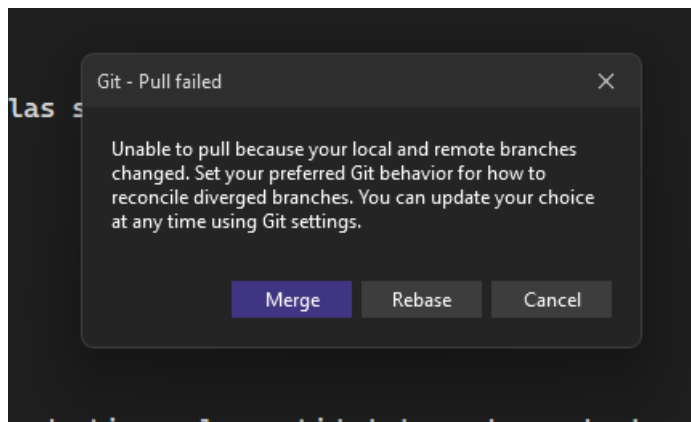 Git - Pull failed
las s
Unable to pull because your local and remote branches
changed. Set your preferred Git behavior for how to
reconcile diverged branches. You can update your choice
at any time using Git settings.
Merge Rebase Cancel